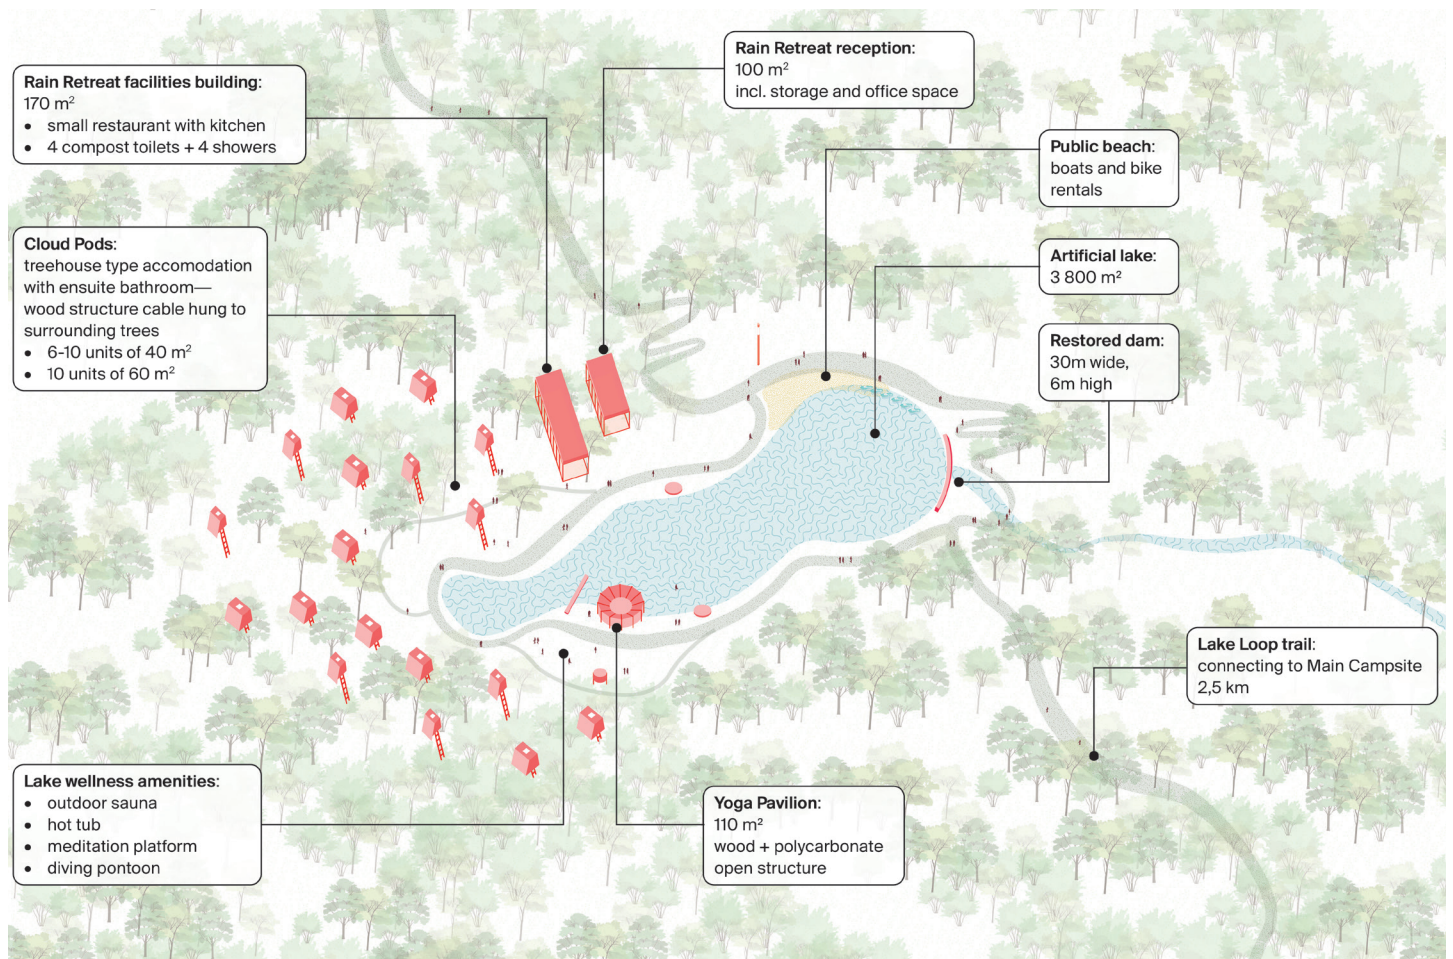 Rain Retreat facilities building:
170 m²
• small restaurant with kitchen
• 4 compost toilets + 4 showers
Rain Retreat reception:
100 m²
incl. storage and office space
Public beach:
boats and bike
rentals
Cloud Pods:
treehouse type accomodation
with ensuite bathroom—
wood structure cable hung to
surrounding trees
• 6-10 units of 40 m²
• 10 units of 60 m²
Artificial lake:
3 800 m²
Restored dam:
30m wide,
6m high
Lake Loop trail:
connecting to Main Campsite
2,5 km
Lake wellness amenities:
• outdoor sauna
• hot tub
• meditation platform
• diving pontoon
Yoga Pavilion:
110 m²
wood + polycarbonate
open structure